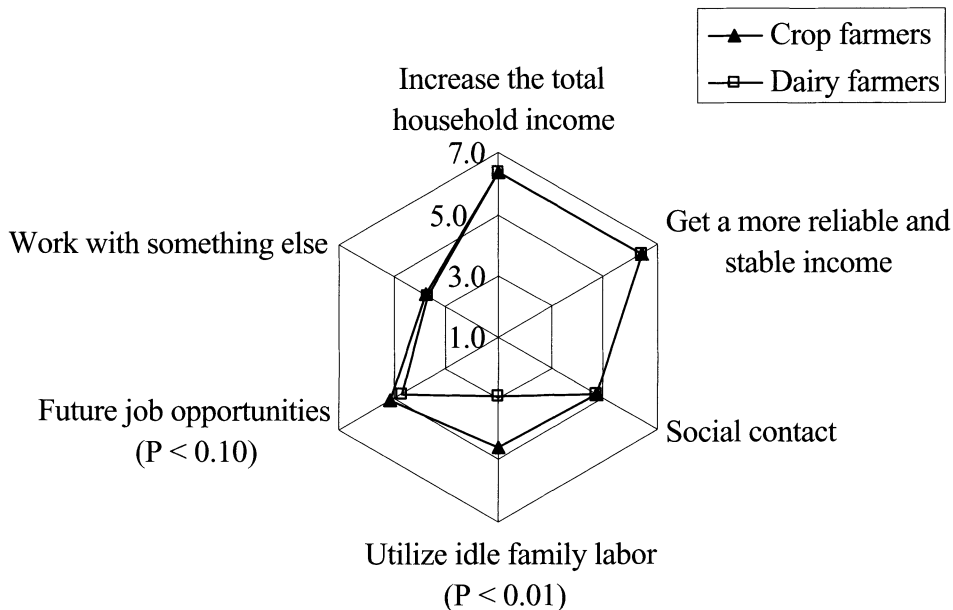 Crop farmers
Dairy farmers
Increase the total
household income
7.0
5.0
3.0
1.0
Get a more reliable and
stable income
Work with something else
Future job opportunities
(P < 0.10)
Social contact
Utilize idle family labor
(P < 0.01)